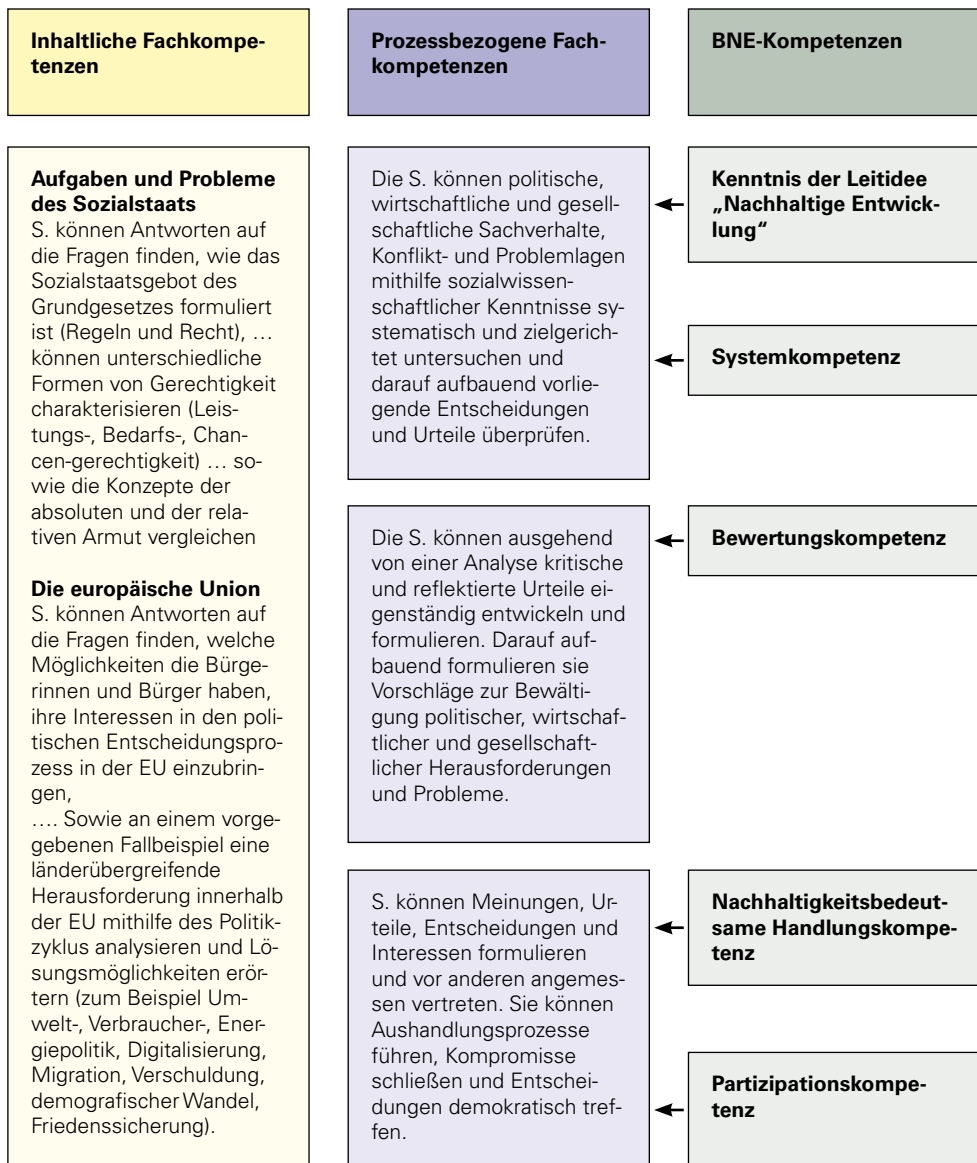 Inhaltliche Fachkompe-
tenzen
Prozessbezogene Fach-
kompetenzen
BNE-Kompetenzen
Aufgaben und Probleme
des Sozialstaats
S. können Antworten auf
die Fragen finden, wie das
Sozialstaatsgebot des
Grundgesetzes formuliert
ist (Regeln und Recht), …
können unterschiedliche
Formen von Gerechtigkeit
charakterisieren (Leis-
tungs-, Bedarfs-, Chan-
cen-gerechtigkeit) … so-
wie die Konzepte der
absoluten und der rela-
tiven Armut vergleichen
Die europäische Union
S. können Antworten auf
die Fragen finden, welche
Möglichkeiten die Bürge-
rinnen und Bürger haben,
ihre Interessen in den poli-
tischen Entscheidungspro-
zess in der EU einzubrin-
gen,
…. Sowie an einem vorge-
gebenen Fallbeispiel eine
länderübergreifende
Herausforderung innerhalb
der EU mithilfe des Politik-
zyklus analysieren und Lö-
sungsmöglichkeiten erör-
tern (zum Beispiel Um-
welt-, Verbraucher-, Ener-
giepolitik, Digitalisierung,
Migration, Verschuldung,
demografischer Wandel,
Friedenssicherung).
Die S. können politische,
wirtschaftliche und gesell-
schaftliche Sachverhalte,
Konflikt- und Problemlagen
mithilfe sozialwissen-
schaftlicher Kenntnisse sy-
stematisch und zielgerich-
tet untersuchen und
darauf aufbauend vorlie-
gende Entscheidungen
und Urteile überprüfen.
Die S. können ausgehend
von einer Analyse kritische
und reflektierte Urteile ei-
genständig entwickeln und
formulieren. Darauf auf-
bauend formulieren sie
Vorschläge zur Bewälti-
gung politischer, wirtschaf-
tlicher und gesellschaft-
licher Herausforderungen
und Probleme.
S. können Meinungen, Ur-
teile, Entscheidungen und
Interessen formulieren
und vor anderen angemes-
sen vertreten. Sie können
Aushandlungsprozesse
führen, Kompromisse
schließen und Entschei-
dungen demokratisch tref-
fen.
Kenntnis der Leitidee
„Nachhaltige Entwick-
lung“
Systemkompetenz
Bewertungskompetenz
Nachhaltigkeitsbedeut-
same Handlungskompe-
tenz
Partizipationskompe-
tenz